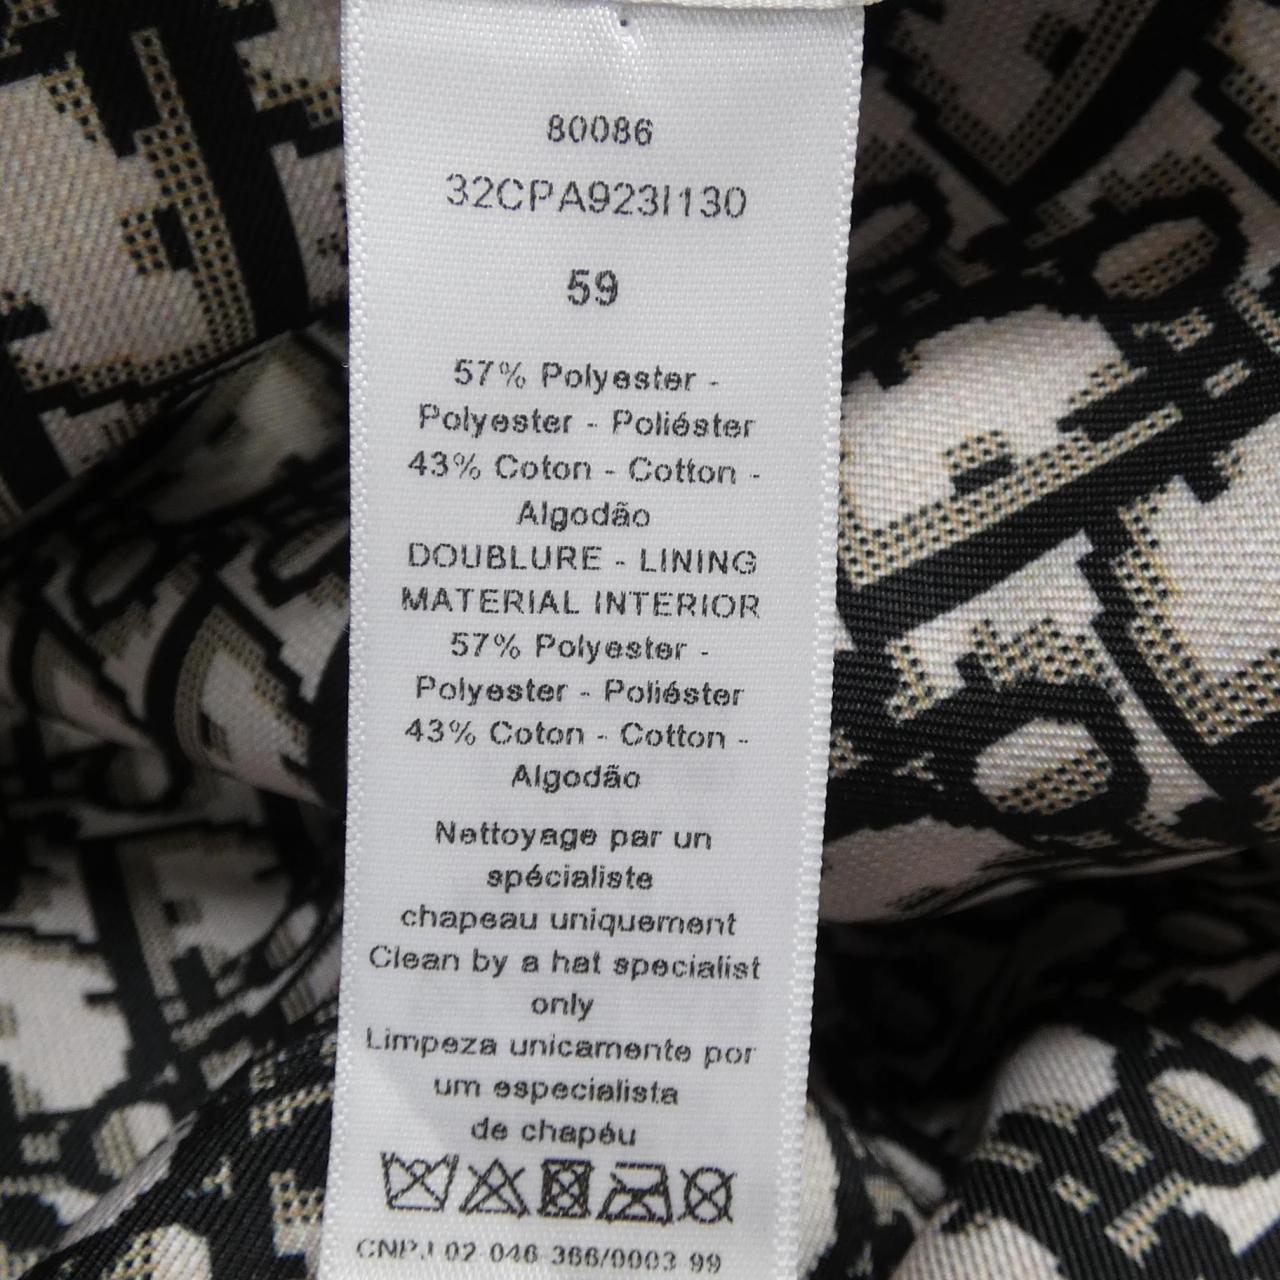 80086
32CPA923I130
59
57% Polyester -
Polyester - Poliéster
43% Coton - Cotton -
Algodão
DOUBLURE - LINING
MATERIAL INTERIOR
57% Polyester -
Polyester - Poliéster
43% Coton - Cotton -
Algodão
Nettoyage par un
spécialiste
chapeau uniquement
Clean by a hat specialist
only
Limpeza unicamente por
um especialista
de chapéu
CNPJ 02 046 366/0003 99